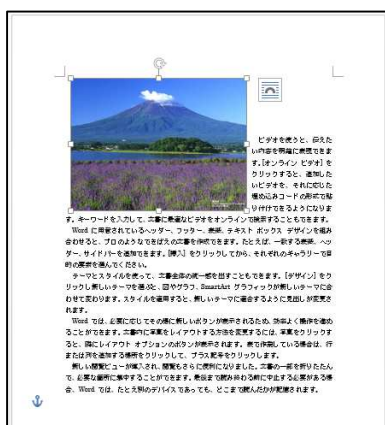 ビデオを使うと、伝えた
い内容を明確に表現できま
す。[オンライン ビデオ] を
クリックすると、追加した
いビデオを、それに応じた
埋め込みコードの形式で貼
り付けできるようになりま
す。キーワードを入力して、文書に最適なビデオをオンラインで検索することもできます。
Word に用意されているヘッダー、フッター、表紙、テキスト ボックス デザインを組み
合わせると、プロのようなできばえの文書を作成できます。たとえば、一致する表紙、ヘッ
ダー、サイドバーを追加できます。[挿入] をクリックしてから、それぞれのギャラリーで目
的の要素を選んでください。
テーマとスタイルを使って、文書全体の統一感を出すこともできます。[デザイン] をク
リックし新しいテーマを選ぶと、図やグラフ、SmartArt グラフィックが新しいテーマに合
わせて変わります。スタイルを適用すると、新しいテーマに適合するように見出しが変更さ
れます。
Word では、必要に応じてその場に新しいボタンが表示されるため、効率よく操作を進め
ることができます。文書内に写真をレイアウトする方法を変更するには、写真をクリックす
ると、隣にレイアウト オプションのボタンが表示されます。表で作業している場合は、行
または列を追加する場所をクリックして、プラス記号をクリックします。
新しい閲覧ビューが導入され、閲覧もさらに便利になりました。文書の一部を折りたたん
で、必要な箇所に集中することができます。最後まで読み終わる前に中止する必要がある場
合、Word では、たとえ別のデバイスであっても、どこまで読んだかが記憶されます。